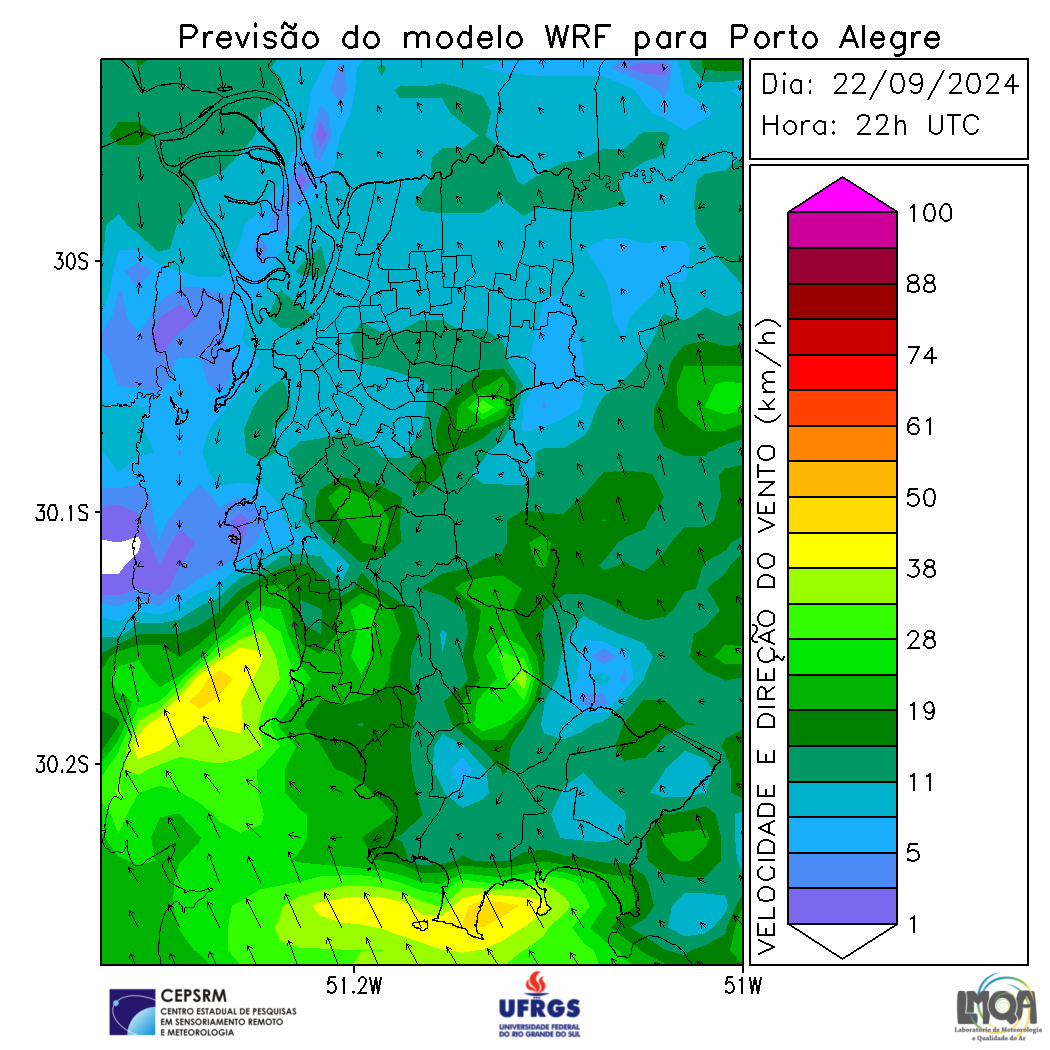 Previsão do modelo WRF para Porto Alegre
Dia: 22/09/2024
Hora: 22h UTC
30S
30.1S
30.2S
51.2W
51W
VELOCIDADE E DIREÇÃO DO VENTO (km/h)
100
88
74
61
50
38
28
19
11
5
1
CEPSRM
CENTRO ESTADUAL DE PESQUISAS
EM SENSORIAMENTO REMOTO
E METEOROLOGIA
UFRGS
UNIVERSIDADE FEDERAL
DO RIO GRANDE DO SUL
LMQA
Laboratório de Meteorologia
e Qualidade do Ar